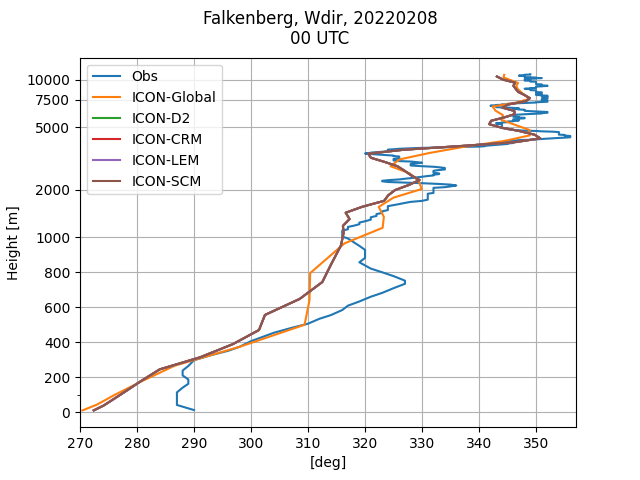 Falkenberg, Wdir, 20220208
00 UTC
Obs
ICON-Global
ICON-D2
ICON-CRM
ICON-LEM
ICON-SCM
10000
7500
5000
2000
1000
800
600
400
200
0
Height [m]
270
280
290
300
310
320
330
340
350
[deg]